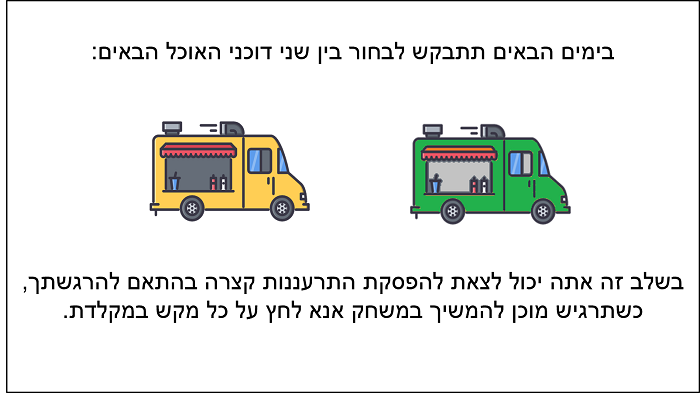 בימים הבאים תתבקש לבחור בין שני דוכני האוכל הבאים:
בשלב זה אתה יכול לצאת להפסקת התרעננות קצרה בהתאם להרגשתך,
כשתרגיש מוכן להמשיך במשחק אנא לחץ על כל מקש במקלדת.